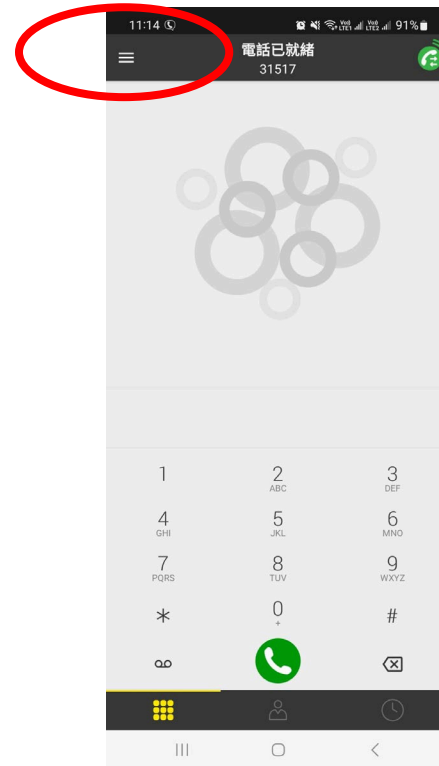 11:14 91%
電話已就緒
31517
1 2 3
ABC DEF
4 5 6
GHI JKL MNO
7 8 9
PQRS TUV WXYZ
* 0 #
+